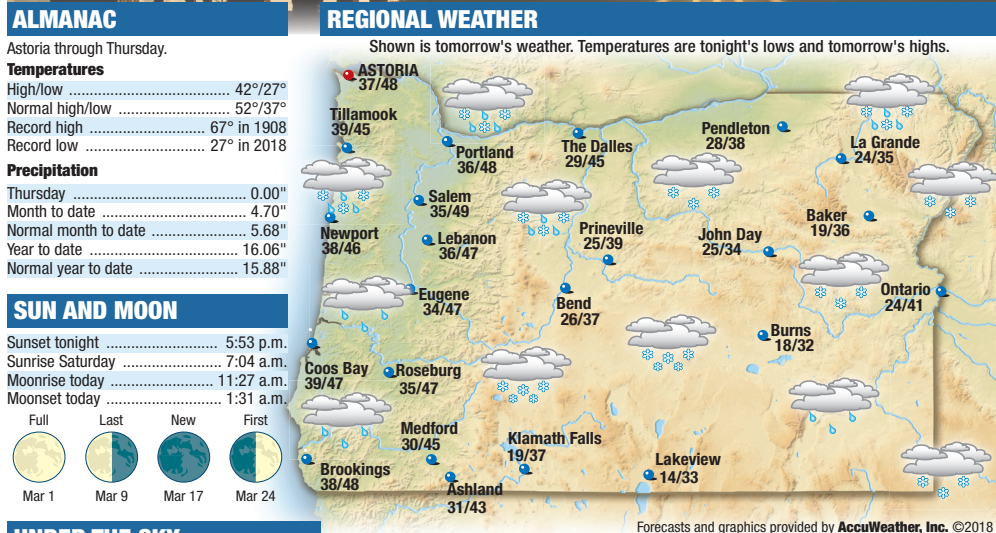 ALMANAC
Astoria through Thursday.
Temperatures
High/low ................................ 42°/27°
Normal high/low ..................... 52°/37°
Record high ...................... 67° in 1908
Record low ....................... 27° in 2018
Precipitation
Thursday .................................. 0.00"
Month to date ............................ 4.70"
Normal month to date .................. 5.68"
Year to date ............................ 16.06"
Normal year to date ................... 15.88"
SUN AND MOON
Sunset tonight ...................... 5:53 p.m.
Sunrise Saturday .................... 7:04 a.m.
Moonrise today ..................... 11:27 a.m.
Moonset today ....................... 1:31 a.m.
Full Last New First
Mar 1 Mar 9 Mar 17 Mar 24
UNDER THE SKY
REGIONAL WEATHER
Shown is tomorrow's weather. Temperatures are tonight's lows and tomorrow's highs.
ASTORIA
37/48
Tillamook
39/45
Portland
36/48
The Dalles
29/45
Pendleton
28/38
La Grande
24/35
Salem
35/49
Newport
38/46
Lebanon
36/47
Prineville
25/39
John Day
25/34
Baker
19/36
Eugene
34/47
Bend
26/37
Ontario
24/41
Burns
18/32
Coos Bay
39/47
Roseburg
35/47
Medford
30/45
Klamath Falls
19/37
Brookings
38/48
Ashland
31/43
Lakeview
14/33
Forecasts and graphics provided by AccuWeather, Inc. ©2018